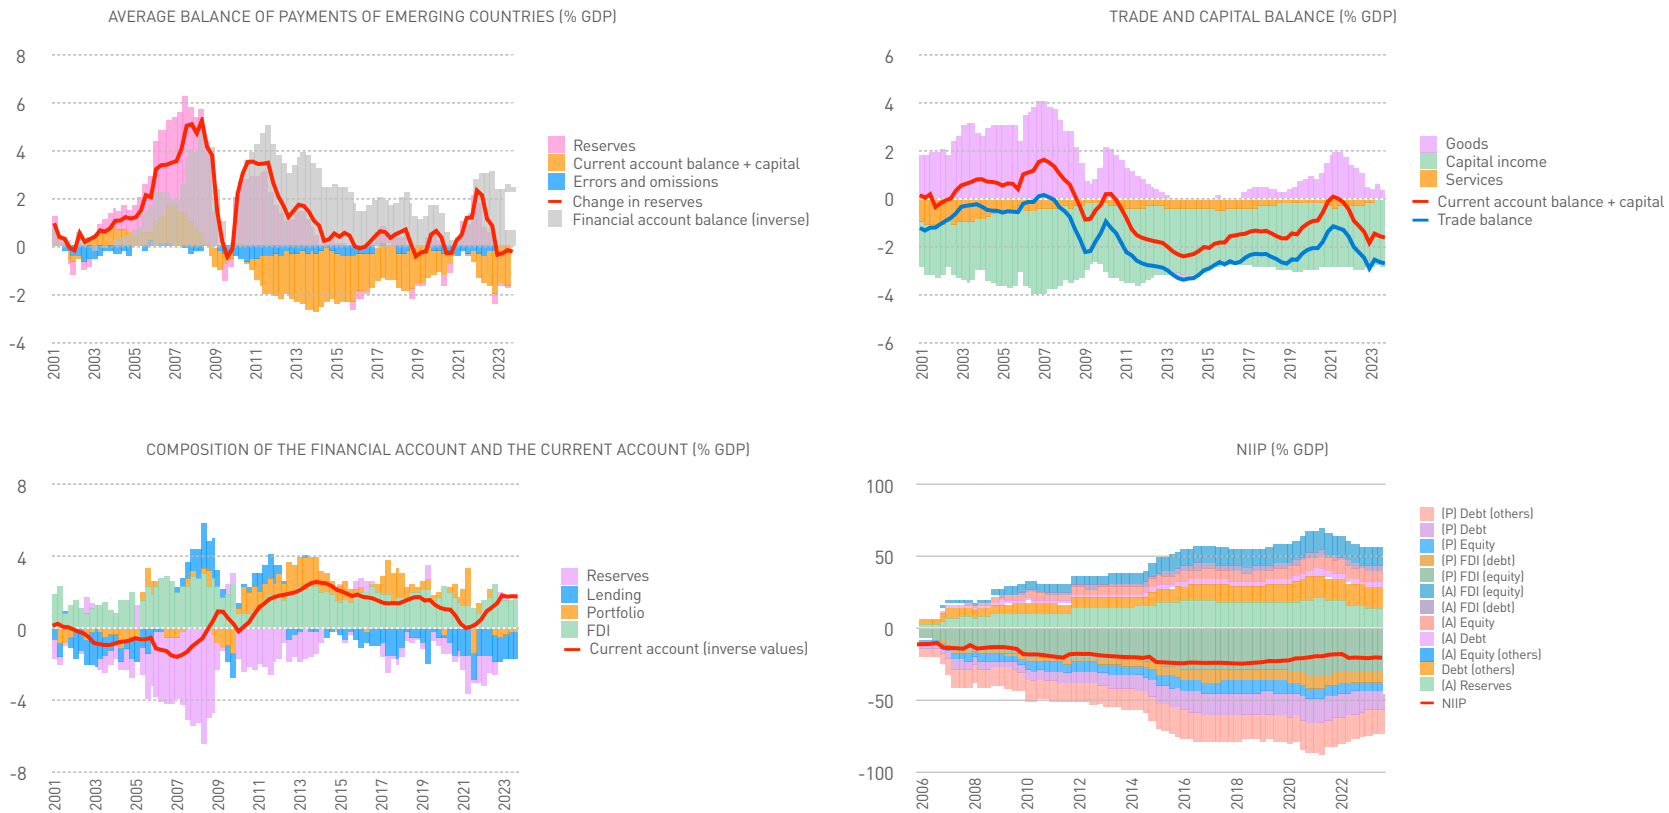 AVERAGE BALANCE OF PAYMENTS OF EMERGING COUNTRIES (% GDP)
8
6
4
2
0
-2
-4
2001
2003
2005
2007
2009
2011
2013
2015
2017
2019
2021
2023
Reserves
Current account balance + capital
Errors and omissions
Change in reserves
Financial account balance (inverse)
TRADE AND CAPITAL BALANCE (% GDP)
6
4
2
0
-2
-4
-6
2001
2003
2005
2007
2009
2011
2013
2015
2017
2019
2021
2023
Goods
Capital income
Services
Current account balance + capital
Trade balance
COMPOSITION OF THE FINANCIAL ACCOUNT AND THE CURRENT ACCOUNT (% GDP)
8
4
0
-4
-8
2001
2003
2005
2007
2009
2011
2013
2015
2017
2019
2021
2023
Reserves
Lending
Portfolio
FDI
Current account (inverse values)
NIIP (% GDP)
100
50
0
-50
-100
2006
2008
2010
2012
2014
2016
2018
2020
2022
(P) Debt (others)
(P) Debt
(P) Equity
(P) FDI (debt)
(P) FDI (equity)
(A) FDI (equity)
(A) FDI (debt)
(A) Equity
(A) Debt
(A) Equity (others)
Debt (others)
(A) Reserves
NIIP